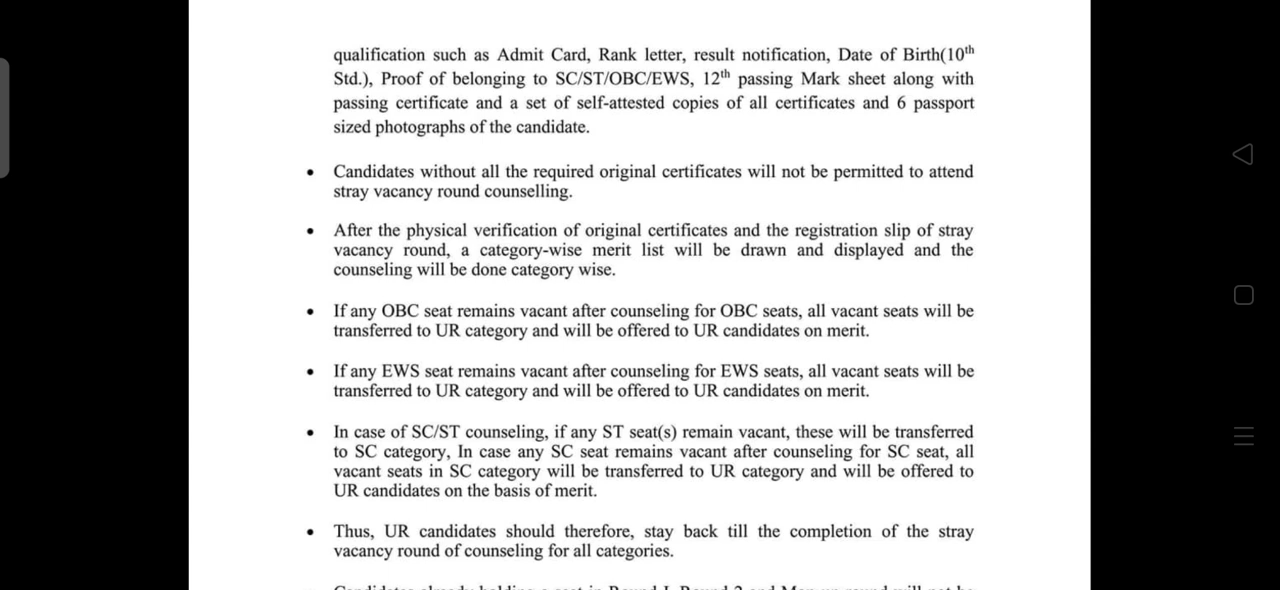 qualification such as Admit Card, Rank letter, result notification, Date of Birth(10th
Std.), Proof of belonging to SC/ST/OBC/EWS, 12th passing Mark sheet along with
passing certificate and a set of self-attested copies of all certificates and 6 passport
sized photographs of the candidate.
• Candidates without all the required original certificates will not be permitted to attend
stray vacancy round counselling.
• After the physical verification of original certificates and the registration slip of stray
vacancy round, a category-wise merit list will be drawn and displayed and the
counseling will be done category wise.
• If any OBC seat remains vacant after counseling for OBC seats, all vacant seats will be
transferred to UR category and will be offered to UR candidates on merit.
• If any EWS seat remains vacant after counseling for EWS seats, all vacant seats will be
transferred to UR category and will be offered to UR candidates on merit.
• In case of SC/ST counseling, if any ST seat(s) remain vacant, these will be transferred
to SC category, In case any SC seat remains vacant after counseling for SC seat, all
vacant seats in SC category will be transferred to UR category and will be offered to
UR candidates on the basis of merit.
• Thus, UR candidates should therefore, stay back till the completion of the stray
vacancy round of counseling for all categories.